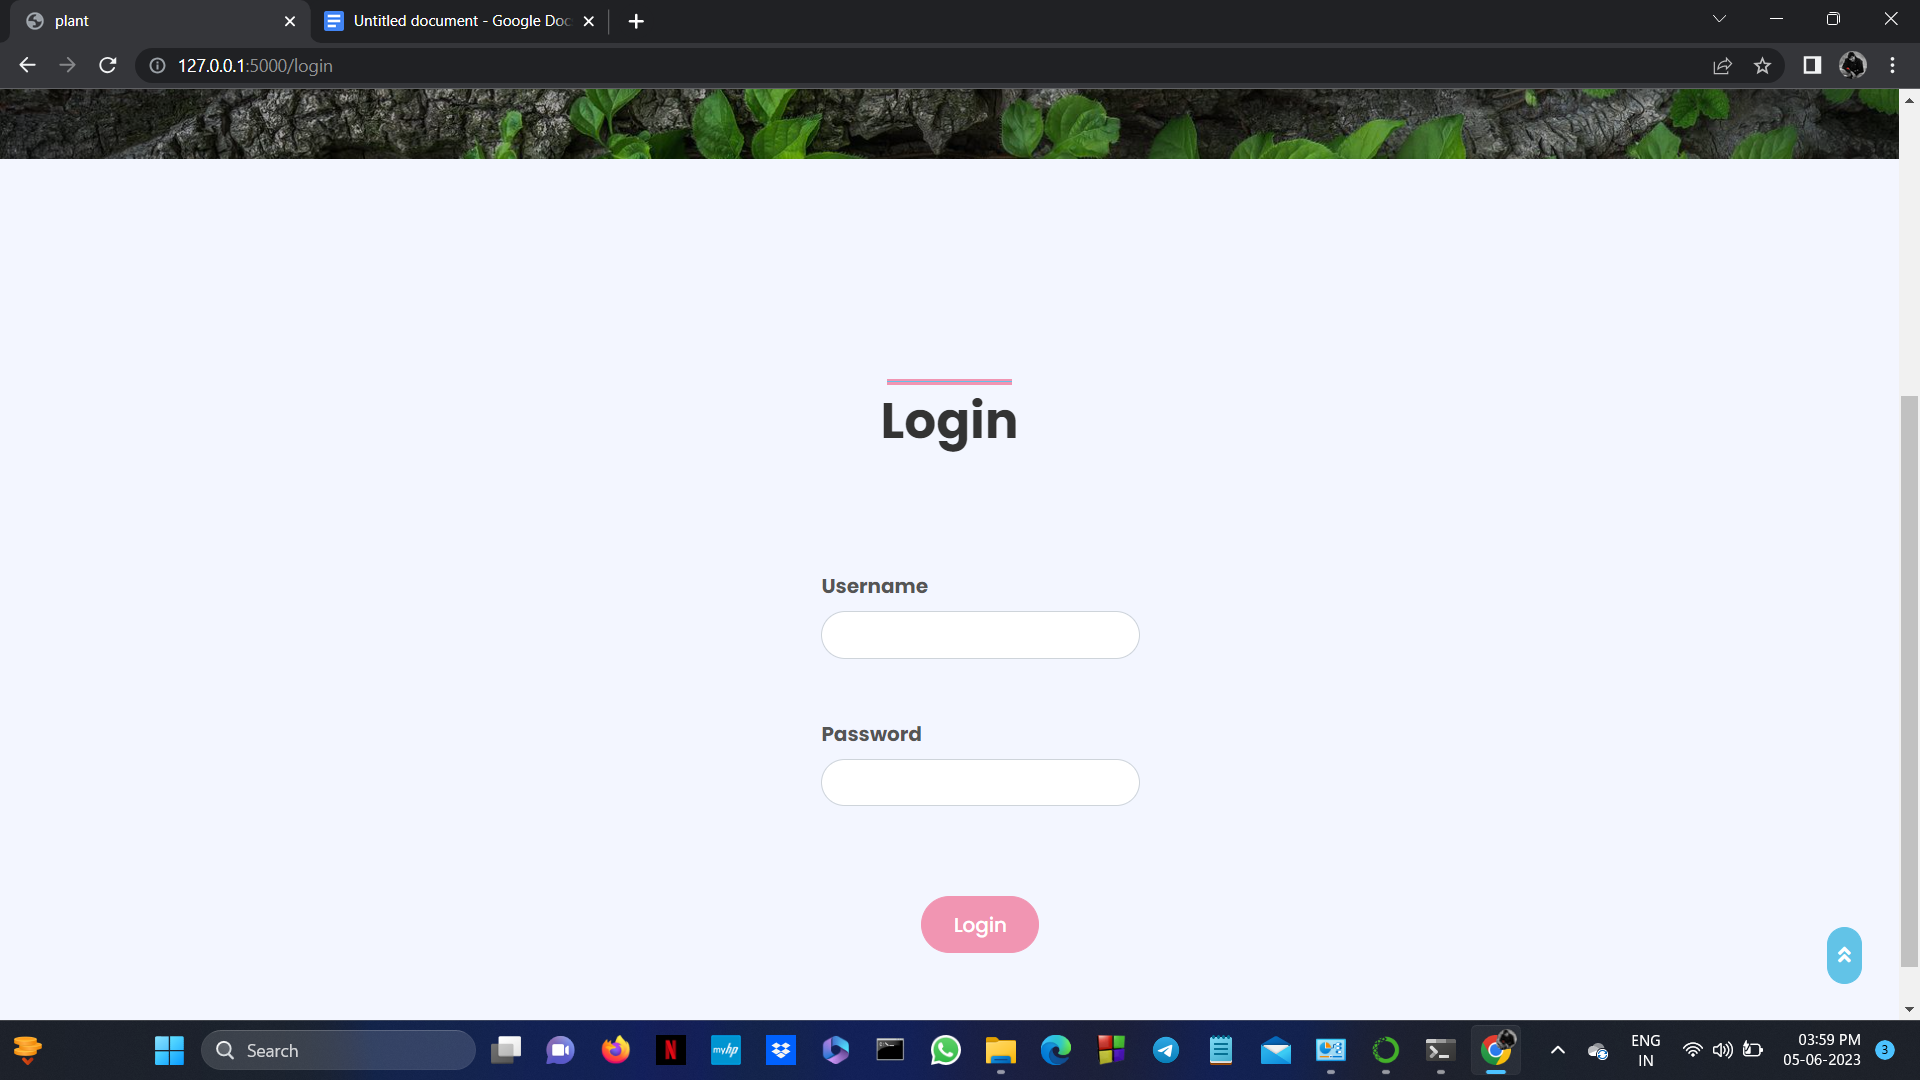 plant
Untitled document - Google Doc
127.0.0.1:5000/login
Login
Username
Password
Login
Search
N
myhp
ENG
IN
03:59 PM
05-06-2023
3